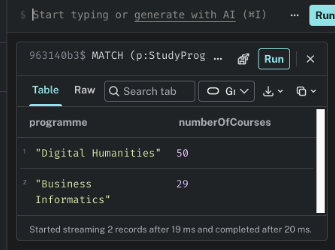 $ Start typing or generate with AI (⌘I) ... Run
963140b3$ MATCH (p:StudyProg ... Run
Table Raw Search tab Gr
programme numberOfCourses
1 "Digital Humanities" 50
2 "Business
Informatics" 29
Started streaming 2 records after 19 ms and completed after 20 ms.